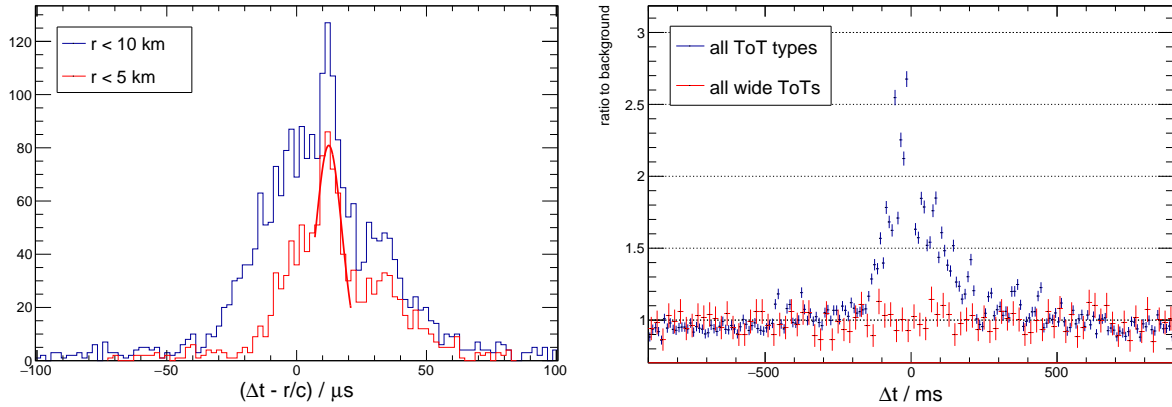 120
100
80
60
40
20
0
r < 10 km
r < 5 km
−100
−50
0
50
100
(Δt - r/c) / μs
ratio to background
3
2.5
2
1.5
1
all ToT types
all wide ToTs
−500
0
500
Δt / ms